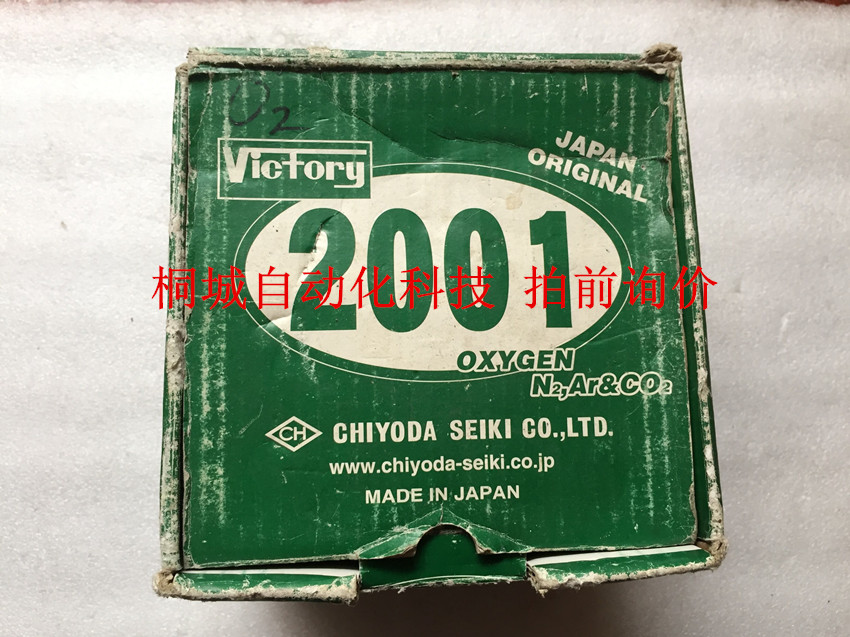 O2
Victory
JAPAN
ORIGINAL
2001
桐城自动化科技 拍前询价
OXYGEN
N2,Ar&CO2
CH CHIYODA SEIKI CO.,LTD.
www.chiyoda-seiki.co.jp
MADE IN JAPAN